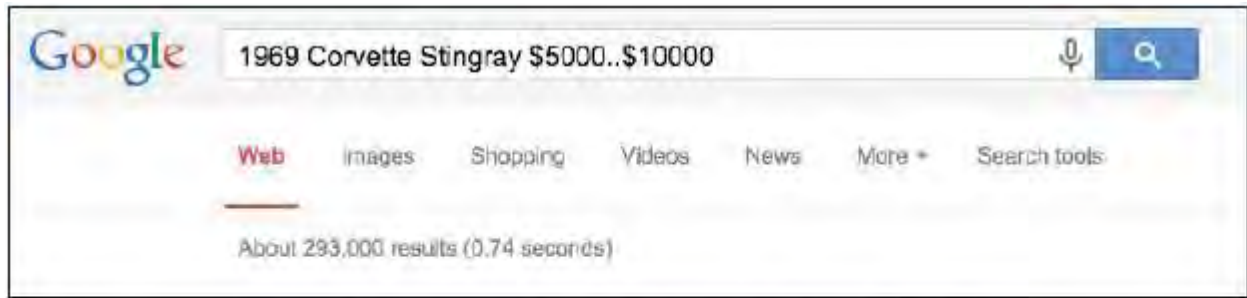 Google 1969 Corvette Stingray $5000..$10000
Web Images Shopping Videos News More Search tools
About 293,000 results (0.74 seconds)